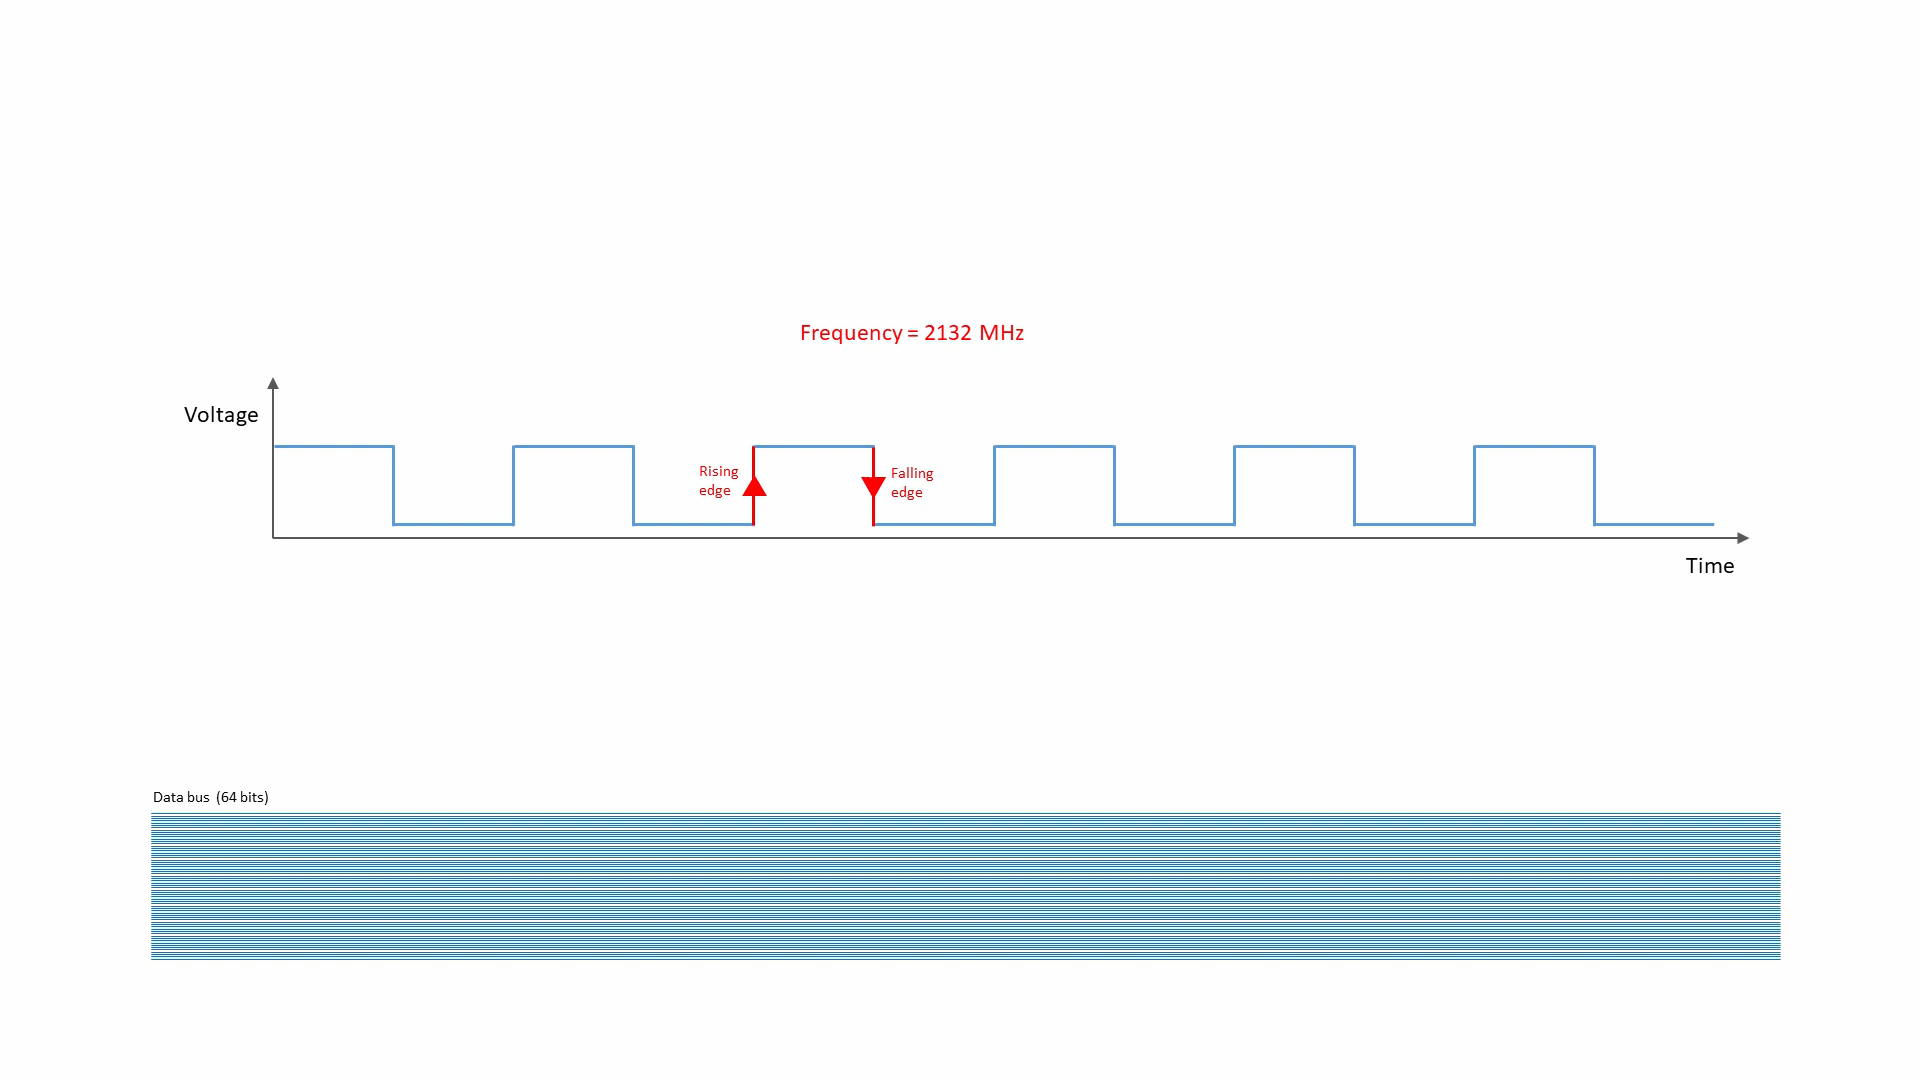 Frequency = 2132 MHz
Voltage
Rising
edge
Falling
edge
Time
Data bus (64 bits)